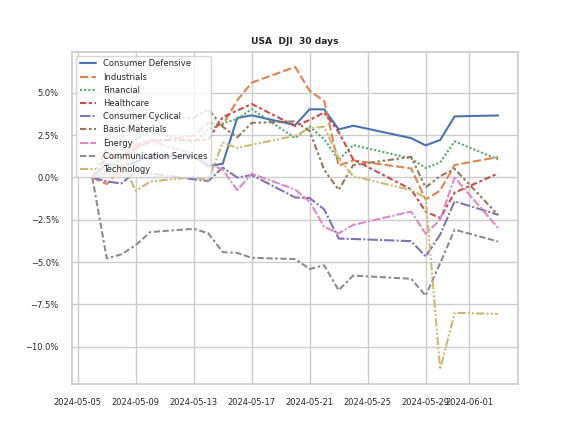 USA DJI 30 days
Consumer Defensive
Industrials
Financial
Healthcare
Consumer Cyclical
Basic Materials
Energy
Communication Services
Technology
5.0%
2.5%
0.0%
−2.5%
−5.0%
−7.5%
−10.0%
2024-05-05 2024-05-09 2024-05-13 2024-05-17 2024-05-21 2024-05-25 2024-05-29 2024-06-01